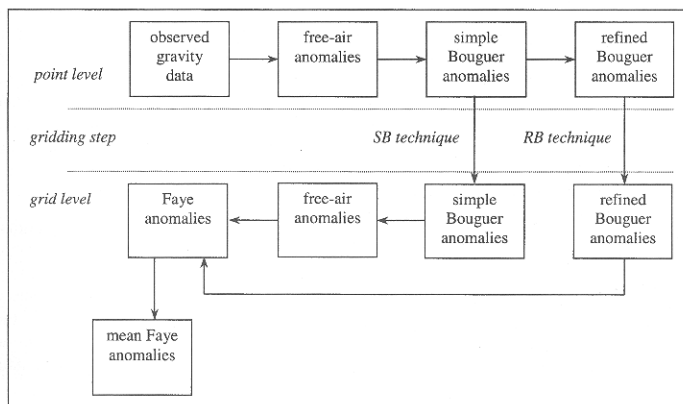 observed
gravity
data
free-air
anomalies
simple
Bouguer
anomalies
refined
Bouguer
anomalies
point level
gridding step
SB technique
RB technique
grid level
Faye
anomalies
free-air
anomalies
simple
Bouguer
anomalies
refined
Bouguer
anomalies
mean Faye
anomalies